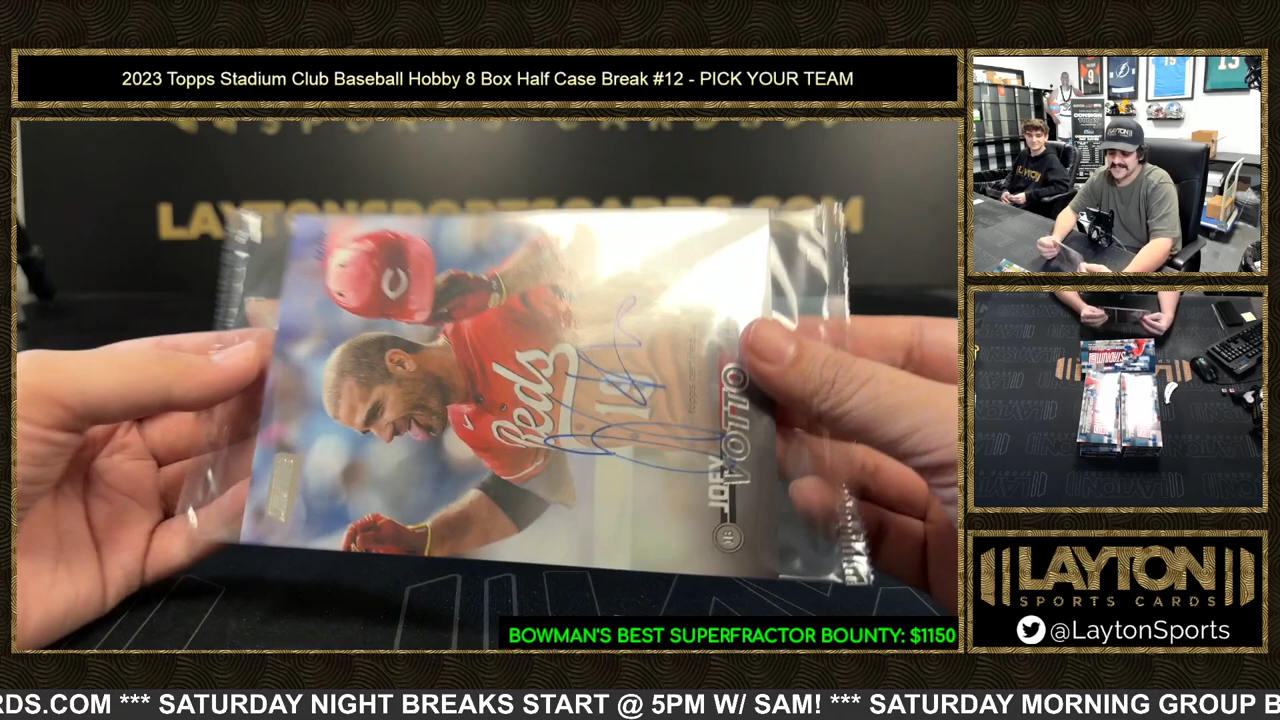 2023 Topps Stadium Club Baseball Hobby 8 Box Half Case Break #12 - PICK YOUR TEAM
LAYTONSPORTSCARDS.COM
Reds
JOEY VOTTO
BOWMAN'S BEST SUPERFRACTOR BOUNTY: $1150
LAYTON
SPORTS CARDS
@LaytonSports
RDS.COM *** SATURDAY NIGHT BREAKS START @ 5PM W/ SAM! *** SATURDAY MORNING GROUP B